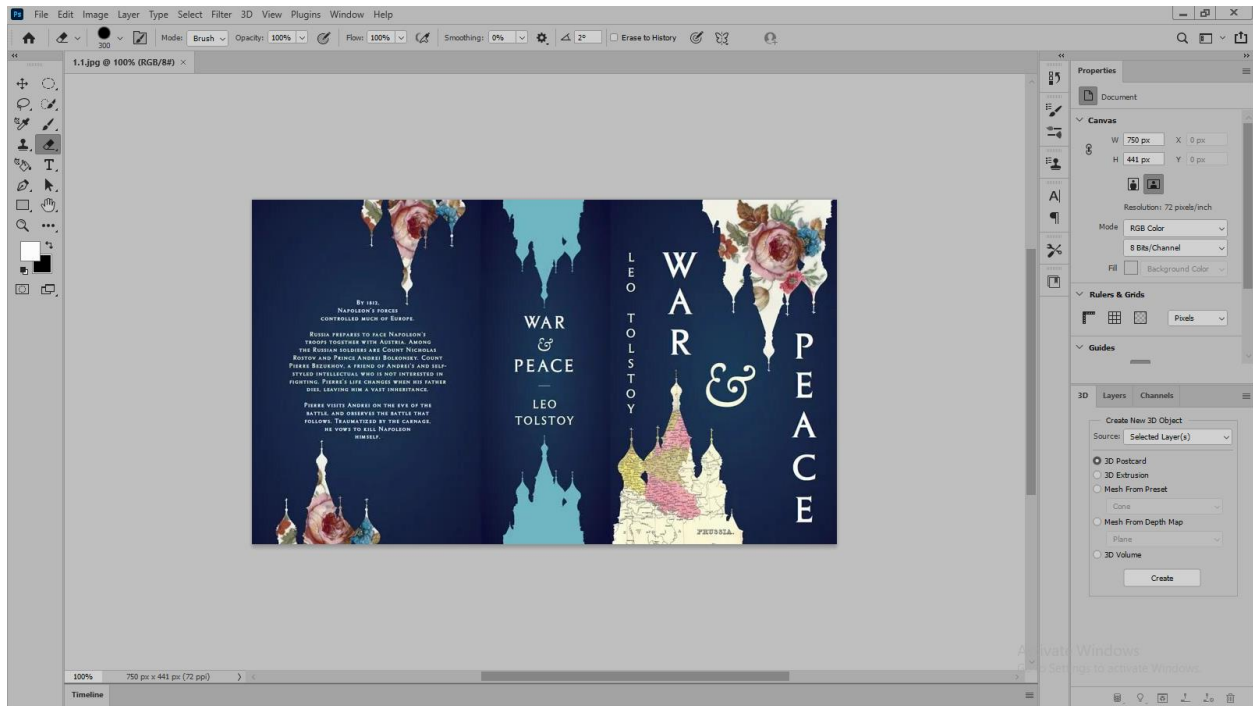 Ps File Edit Image Layer Type Select Filter 3D View Plugins Window Help
300 Mode: Brush Opacity: 100% Flow: 100% Smoothing: 0% 2° Erase to History
1.1.jpg @ 100% (RGB/8#) ×
BY 1812,
NAPOLEON'S FORCES
CONTROLLED MUCH OF EUROPE.
RUSSIA PREPARES TO FACE NAPOLEON'S
TROOPS TOGETHER WITH AUSTRIA. AMONG
THE RUSSIAN SOLDIERS ARE COUNT NICHOLAS
ROSTOV AND PRINCE ANDREI BOLKONSKY. COUNT
PIERRE BEZUKHOV, A FRIEND OF ANDREI'S AND SELF-
STYLED INTELLECTUAL WHO IS NOT INTERESTED IN
FIGHTING. PIERRE'S LIFE CHANGES WHEN HIS FATHER
DIES, LEAVING HIM A VAST INHERITANCE.
PIERRE VISITS ANDREI ON THE EVE OF THE
BATTLE, AND OBSERVES THE BATTLE THAT
FOLLOWS. TRAUMATIZED BY THE CARNAGE,
HE VOWS TO KILL NAPOLEON
HIMSELF.
WAR
&
PEACE
LEO
TOLSTOY
LEO TOLSTOY
WAR
&
PEACE
PRUSSIA.
100% 750 px x 441 px (72 ppi)
Timeline
Properties
Document
Canvas
W 750 px X 0 px
H 441 px Y 0 px
Resolution: 72 pixels/inch
Mode RGB Color
8 Bits/Channel
Fill Background Color
Rulers & Grids
Pixels
Guides
3D Layers Channels
Create New 3D Object
Source: Selected Layer(s)
3D Postcard
3D Extrusion
Mesh From Preset
Cone
Mesh From Depth Map
Plane
3D Volume
Create
Activate Windows
Go to Settings to activate Windows.